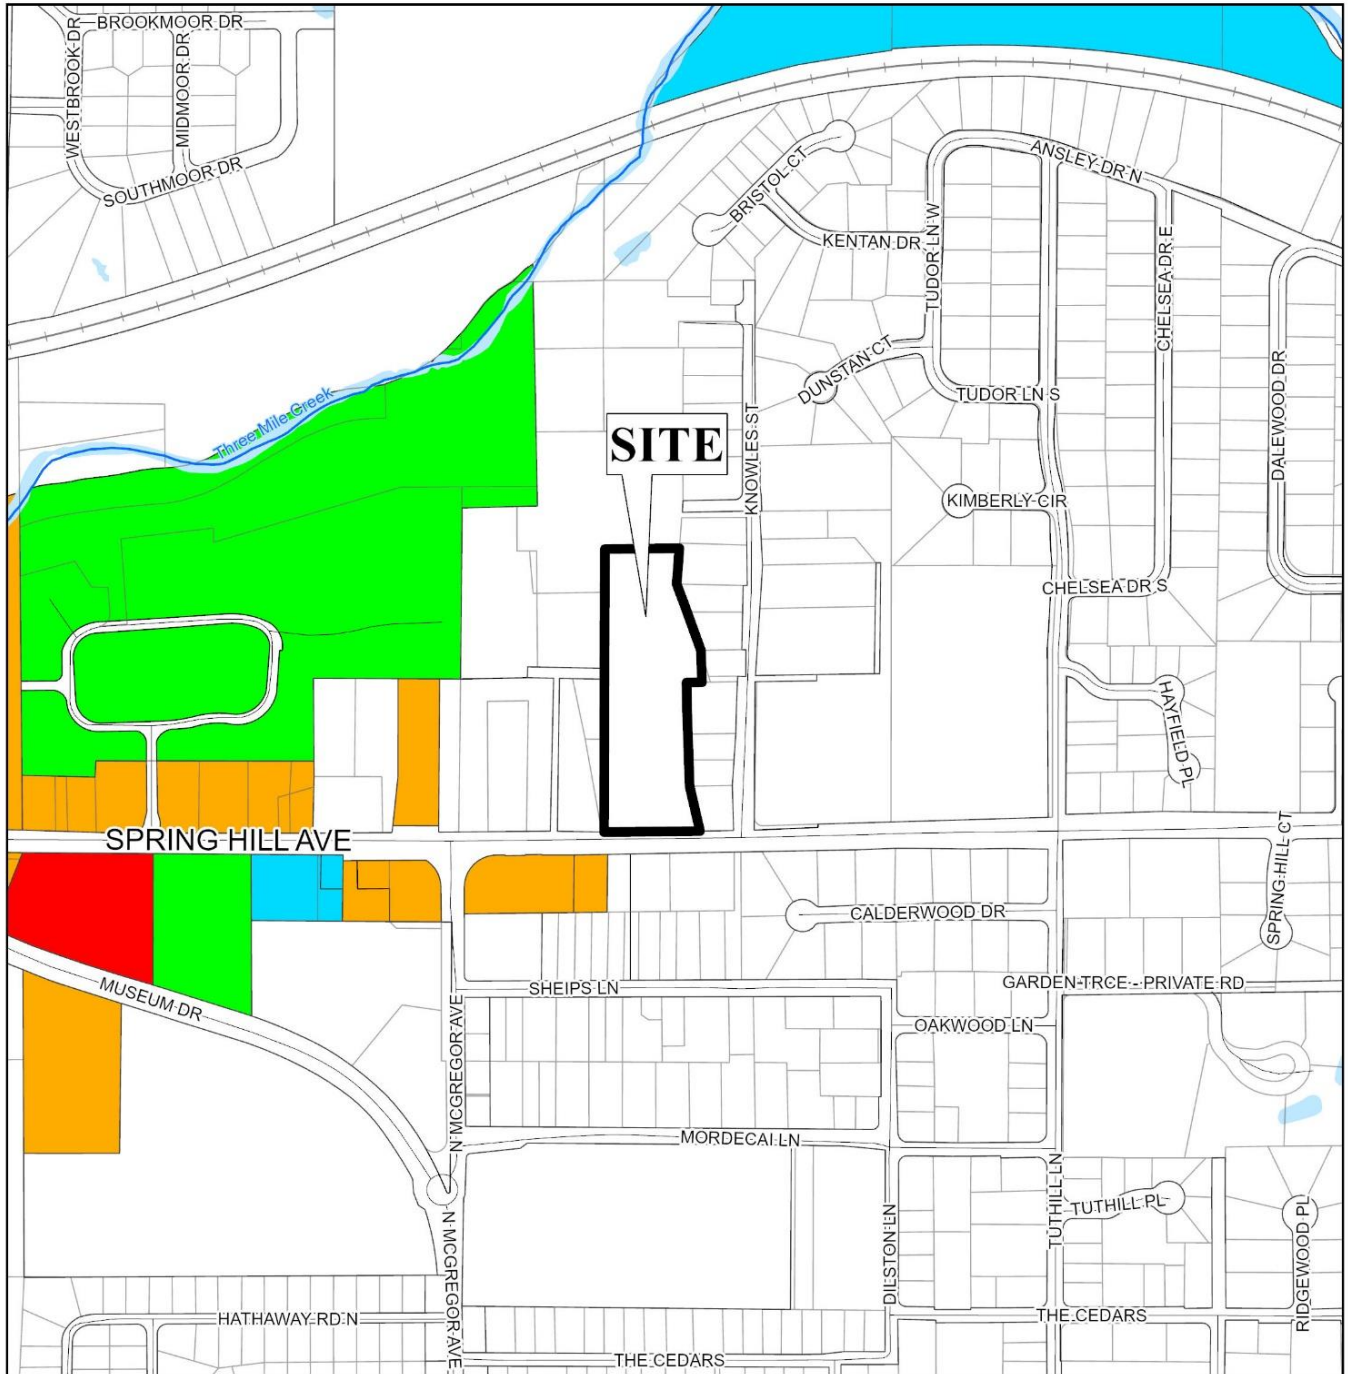 BROOKMOOR DR
WESTBROOK DR
MIDMOOR DR
SOUTHMOOR DR
BRISTOL CT
ANSLEY DR N
KENTAN DR
TUDOR LN W
CHELSEA DR E
DUNSTAN CT
TUDOR LN S
DALEWOOD DR
Three Mile Creek
SITE
KNOWLES ST
KIMBERLY CIR
CHELSEA DR S
HAYFIELD PL
SPRING HILL AVE
SPRING HILL CT
CALDERWOOD DR
MUSEUM DR
SHEIPS LN
GARDEN TRCE - PRIVATE RD
OAKWOOD LN
N MCGREGOR AVE
MORDECAI LN
TUTHILL LN
TUTHILL PL
RIDGEWOOD PL
DILSTON LN
N MCGREGOR AVE
HATHAWAY RD N
THE CEDARS
THE CEDARS